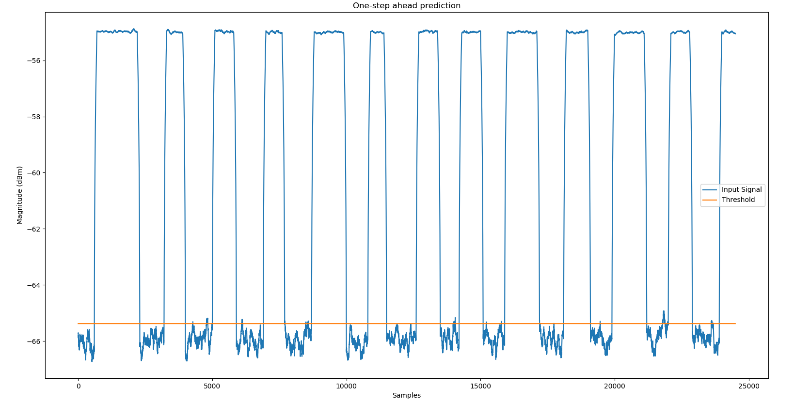 One-step ahead prediction
−56
−58
−60
−62
−64
−66
Magnitude (dBm)
Input Signal
Threshold
0
5000
10000
15000
20000
25000
Samples